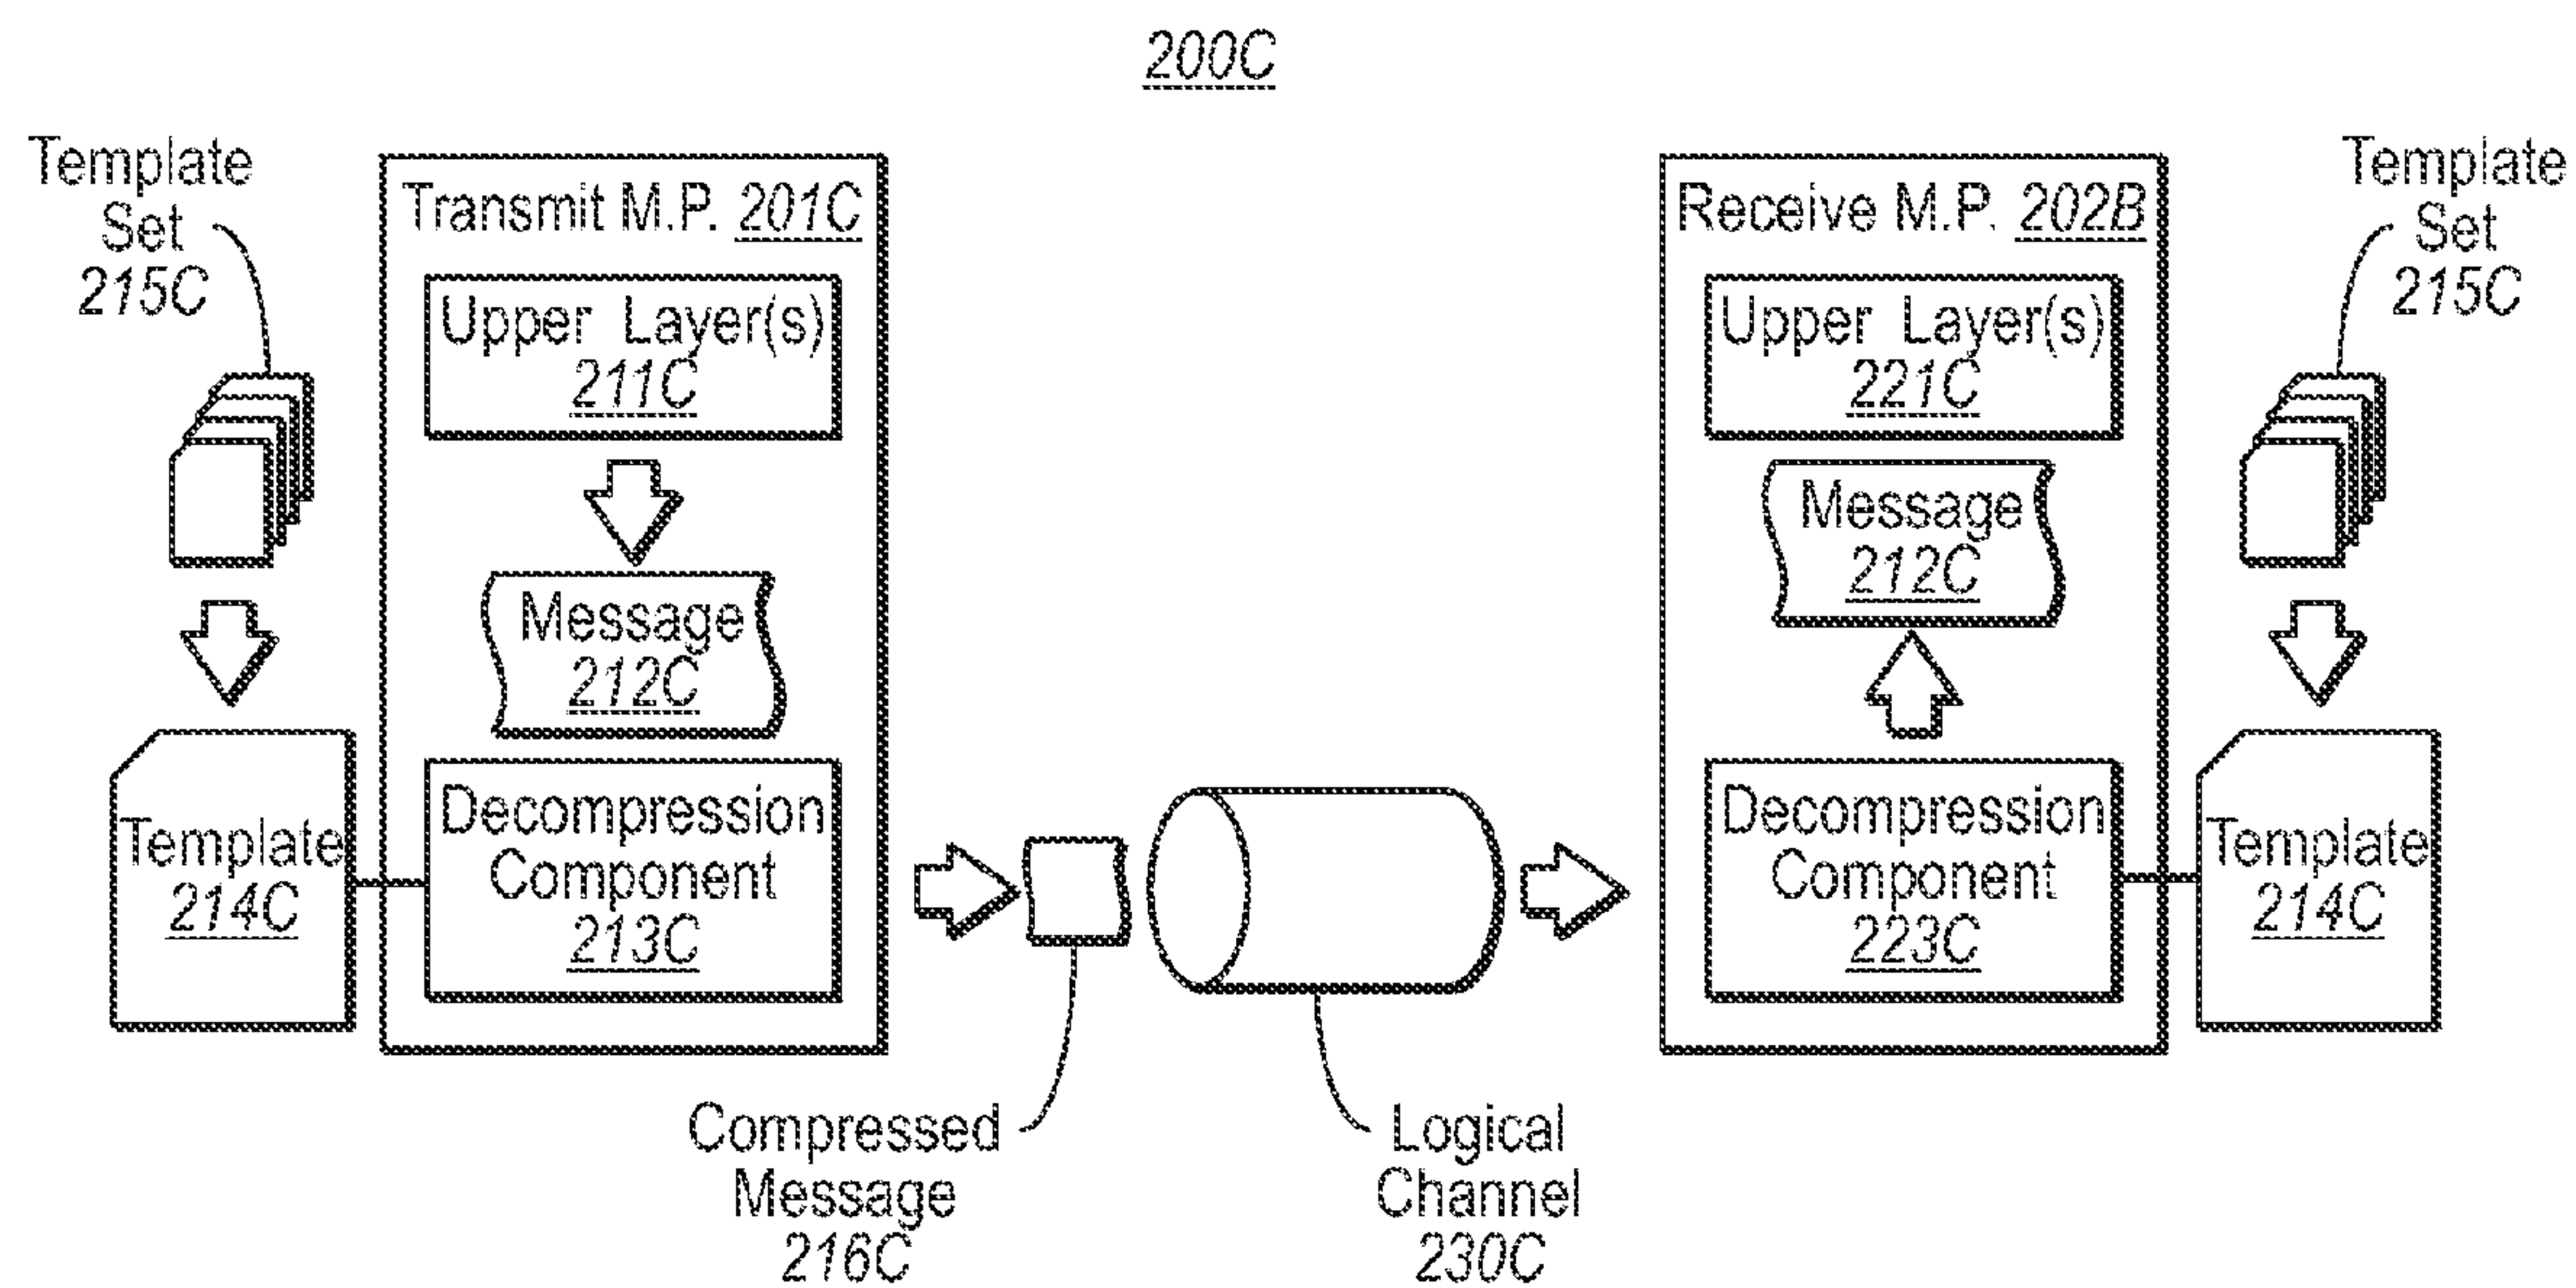 200C
Template
Set
215C
Transmit M.P. 201C
Upper Layer(s)
211C
Message
212C
Decompression
Component
213C
Template
214C
Compressed
Message
216C
Logical
Channel
230C
Receive M.P. 202B
Upper Layer(s)
221C
Message
212C
Decompression
Component
223C
Template
Set
215C
Template
214C